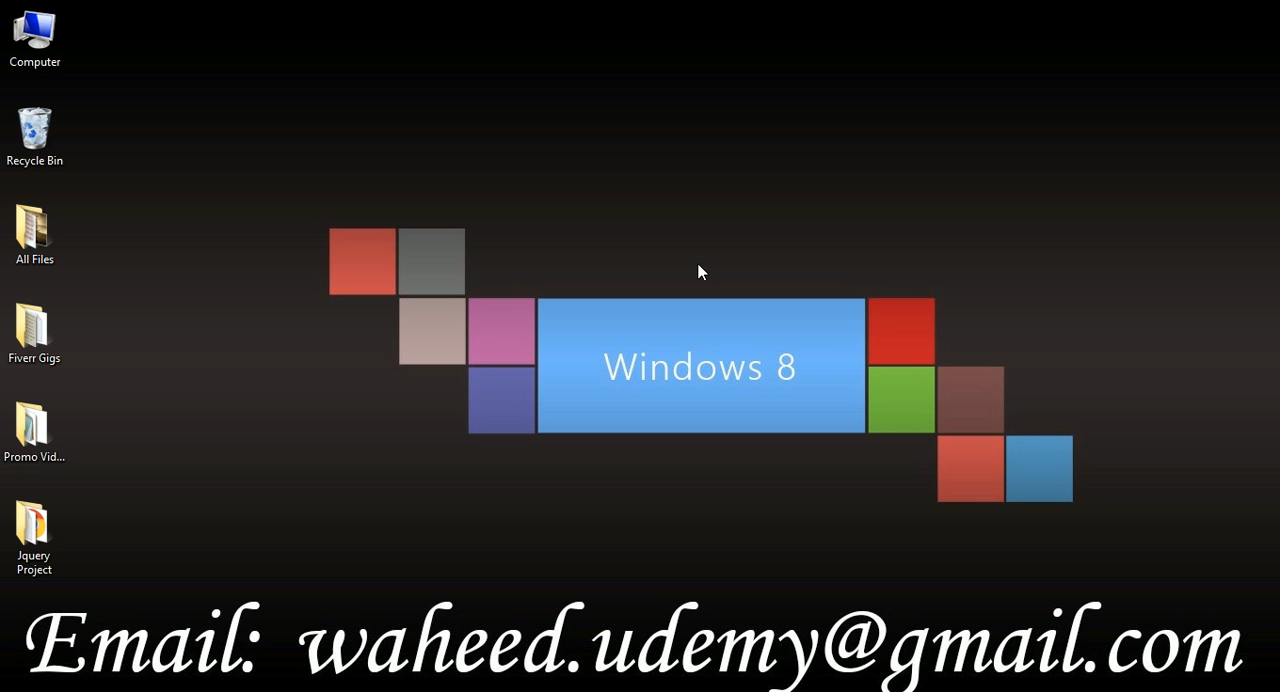 Computer
Recycle Bin
All Files
Fiverr Gigs
Promo Vid...
Jquery
Project
Windows 8
Email: waheed.udemy@gmail.com